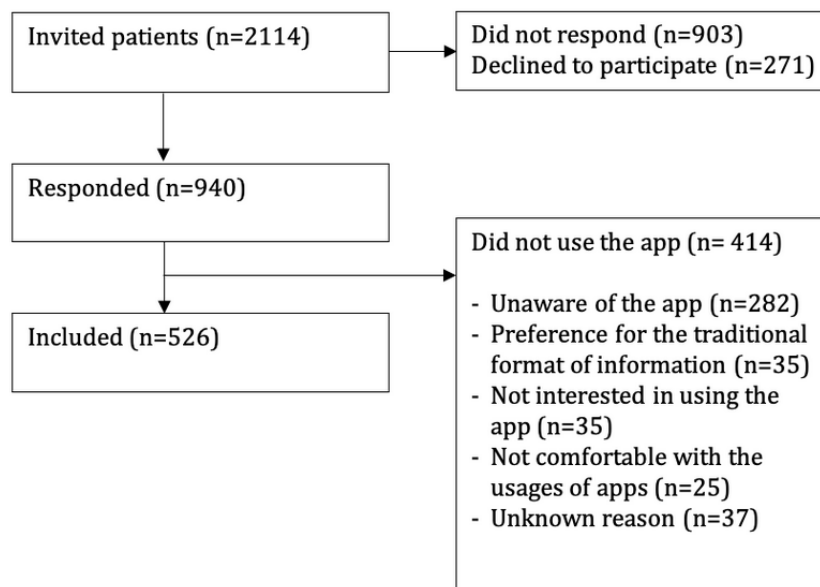 Invited patients (n=2114)
Did not respond (n=903)
Declined to participate (n=271)
Responded (n=940)
Did not use the app (n= 414)
- Unaware of the app (n=282)
- Preference for the traditional
format of information (n=35)
- Not interested in using the
app (n=35)
- Not comfortable with the
usages of apps (n=25)
- Unknown reason (n=37)
Included (n=526)